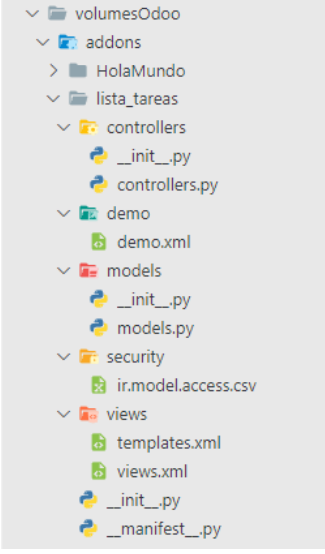 volumesOdoo
addons
HolaMundo
lista_tareas
controllers
__init__.py
controllers.py
demo
demo.xml
models
__init__.py
models.py
security
ir.model.access.csv
views
templates.xml
views.xml
__init__.py
__manifest__.py